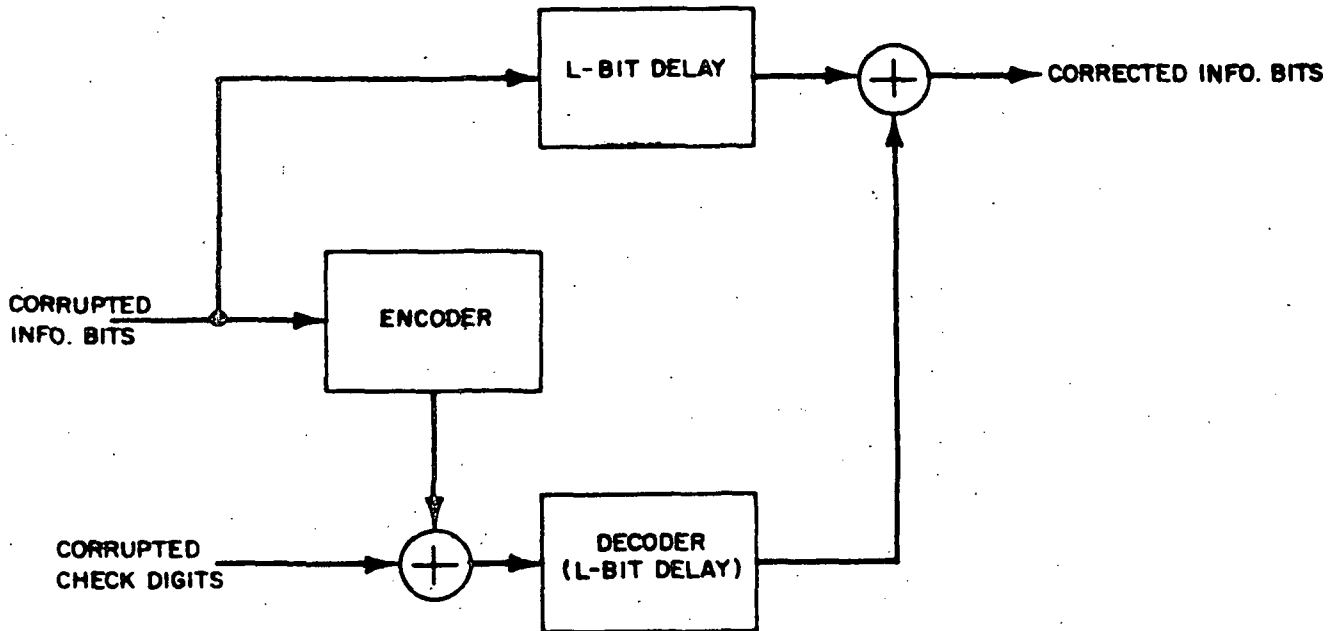 L-BIT DELAY
CORRECTED INFO. BITS
CORRUPTED
INFO. BITS
ENCODER
CORRUPTED
CHECK DIGITS
DECODER
(L-BIT DELAY)